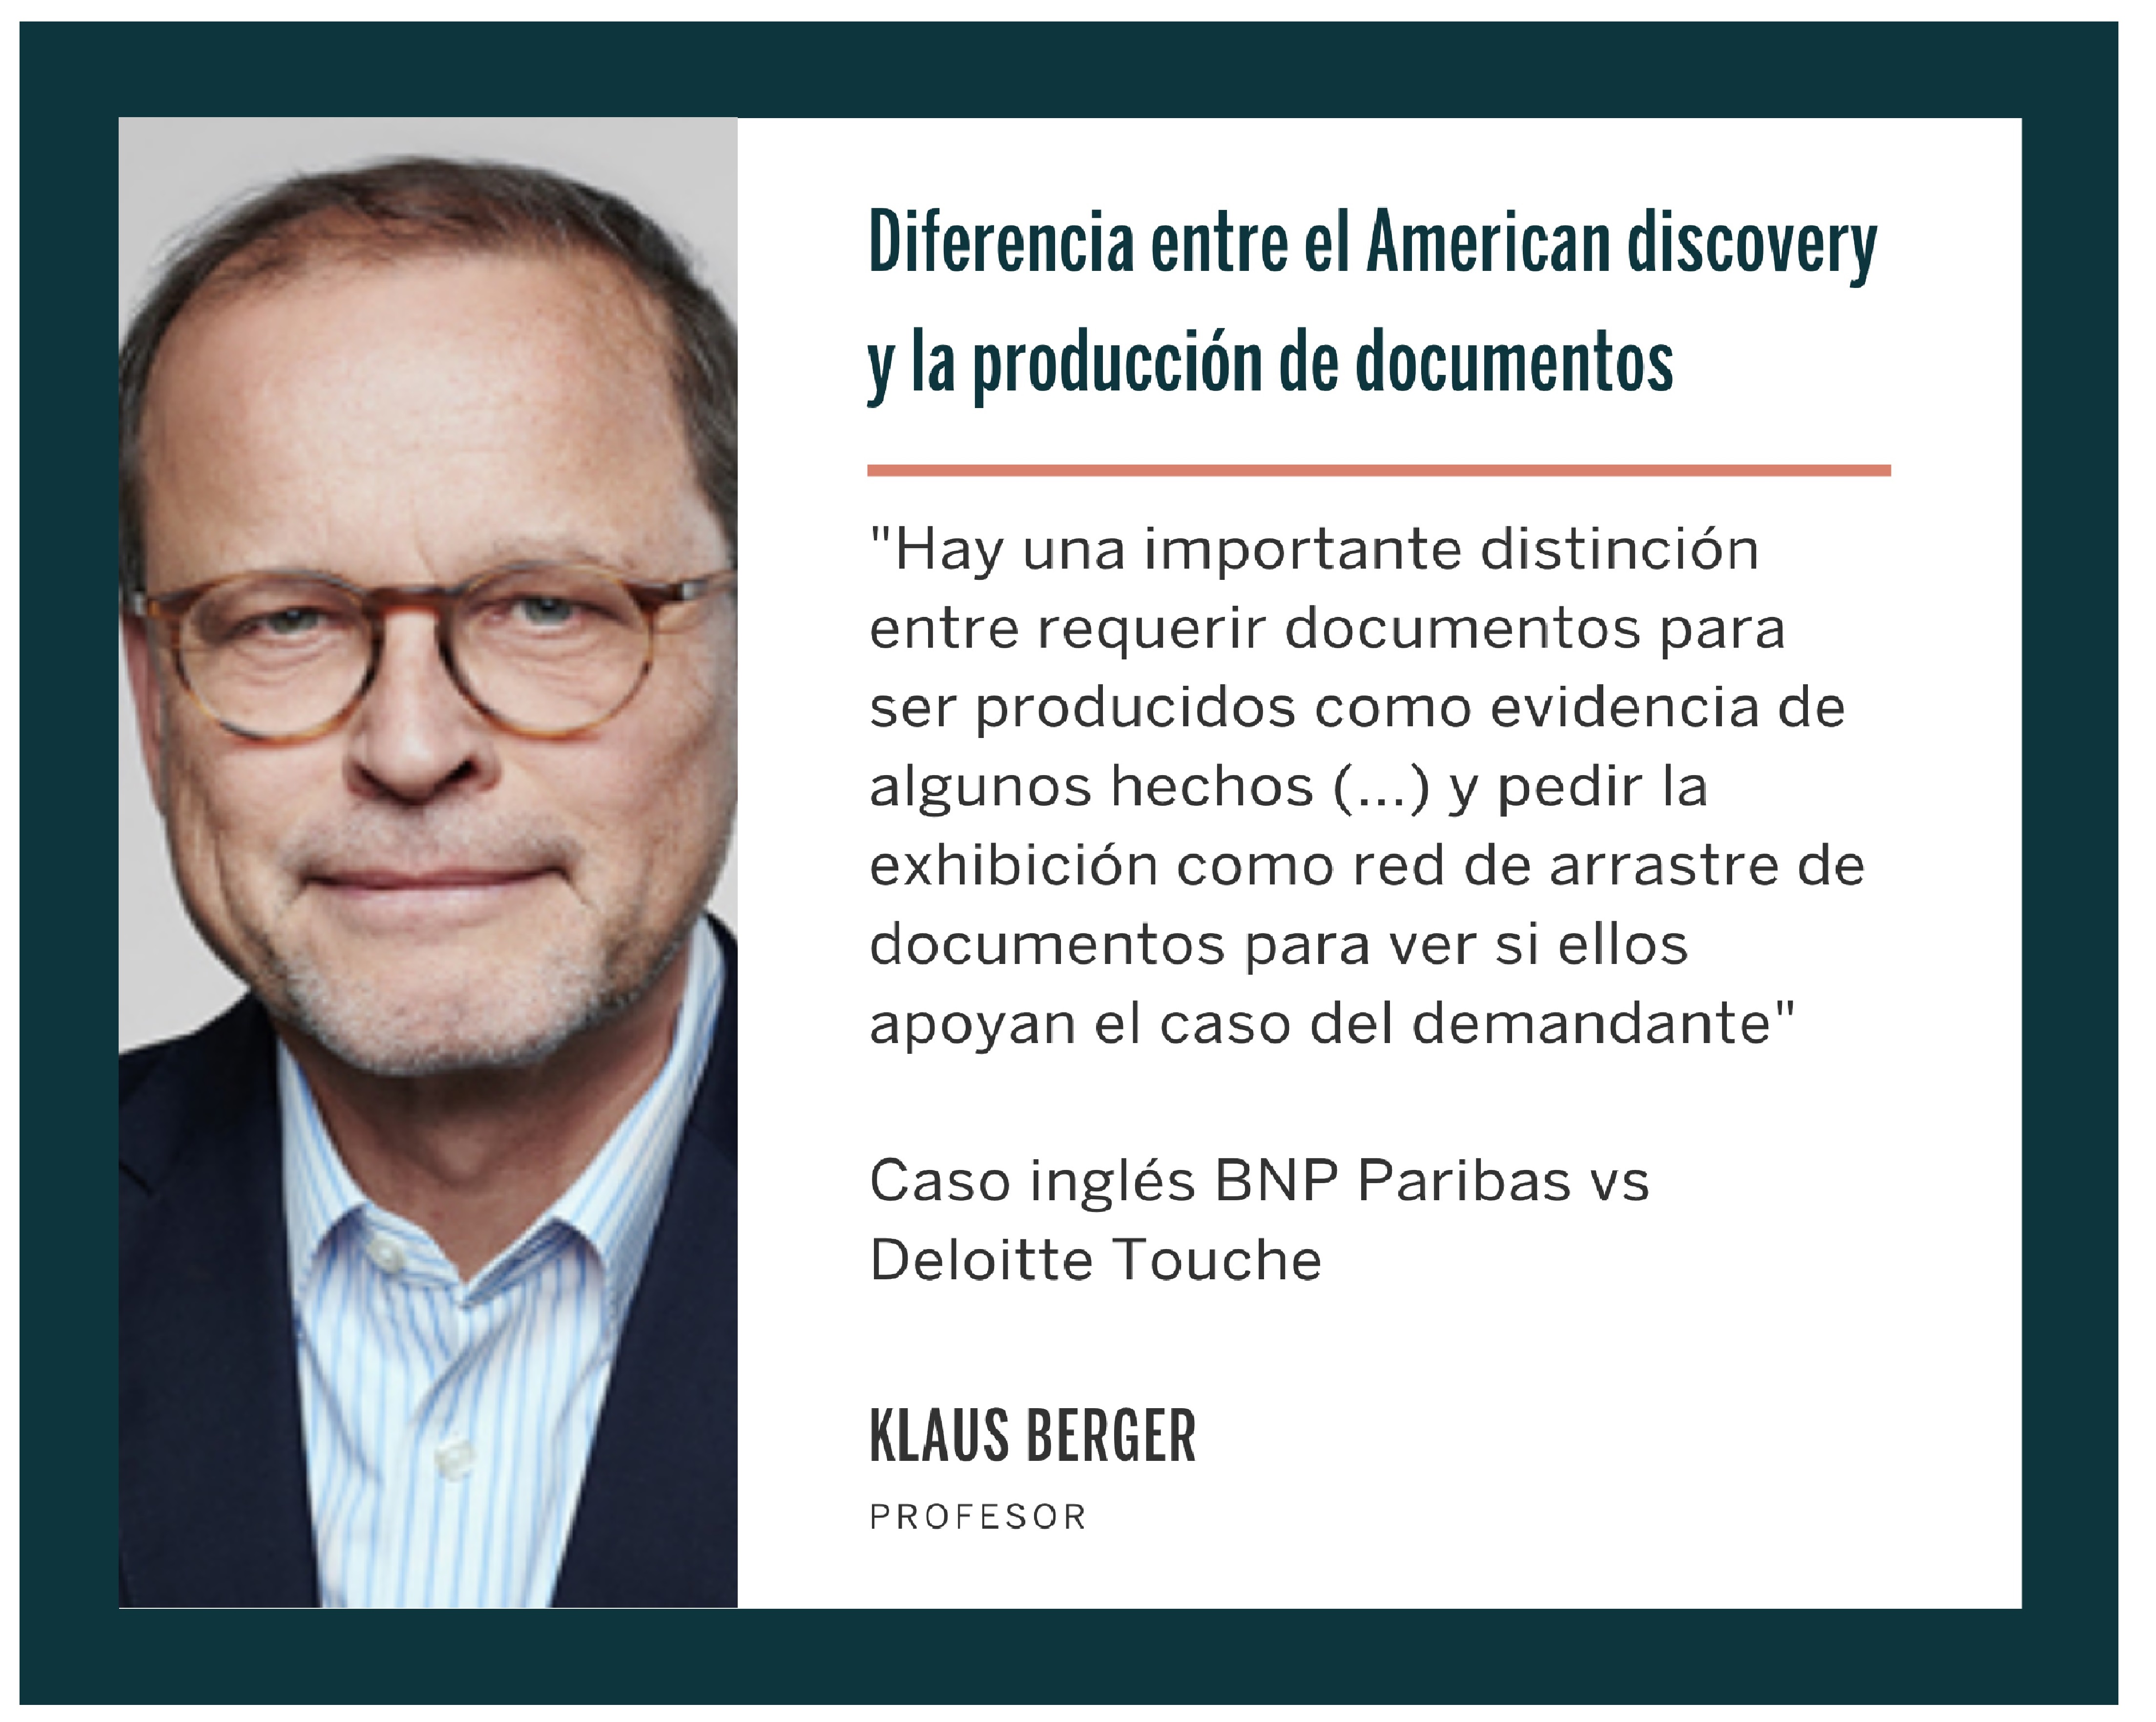 Diferencia entre el American discovery
y la producción de documentos
"Hay una importante distinción
entre requerir documentos para
ser producidos como evidencia de
algunos hechos (...) y pedir la
exhibición como red de arrastre de
documentos para ver si ellos
apoyan el caso del demandante"
Caso inglés BNP Paribas vs
Deloitte Touche
KLAUS BERGER
PROFESOR